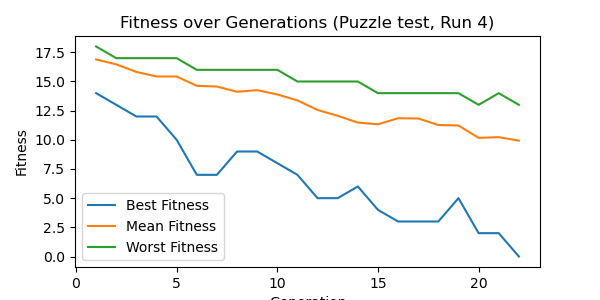 Fitness over Generations (Puzzle test, Run 4)
Fitness
17.5
15.0
12.5
10.0
7.5
5.0
2.5
0.0
Best Fitness
Mean Fitness
Worst Fitness
0
5
10
15
20
Generation